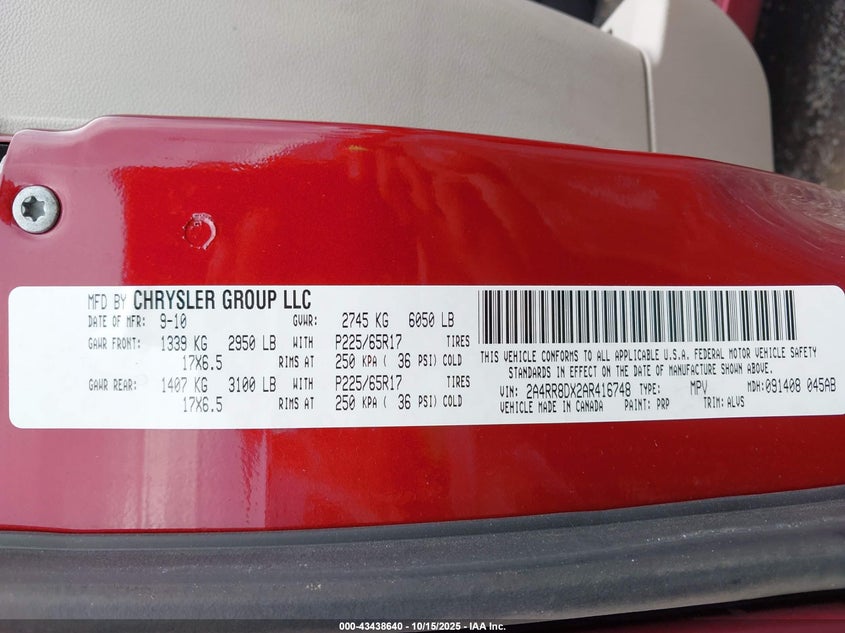 MFD BY CHRYSLER GROUP LLC
DATE OF MFR: 9-10 GVWR: 2745 KG 6050 LB
GAWR FRONT: 1339 KG 2950 LB WITH P225/65R17 TIRES
17X6.5 RIMS AT 250 KPA ( 36 PSI) COLD
GAWR REAR: 1407 KG 3100 LB WITH P225/65R17 TIRES
17X6.5 RIMS AT 250 KPA ( 36 PSI) COLD
THIS VEHICLE CONFORMS TO ALL APPLICABLE U.S.A. FEDERAL MOTOR VEHICLE SAFETY
STANDARDS IN EFFECT ON THE DATE OF MANUFACTURE SHOWN ABOVE.
VIN: 2A4RR8DX2AR416748 TYPE: MPV MDH: 091408 045AB
VEHICLE MADE IN CANADA PAINT: PRP TRIM: ALVS
000-43438640 - 10/15/2025 - IAA Inc.